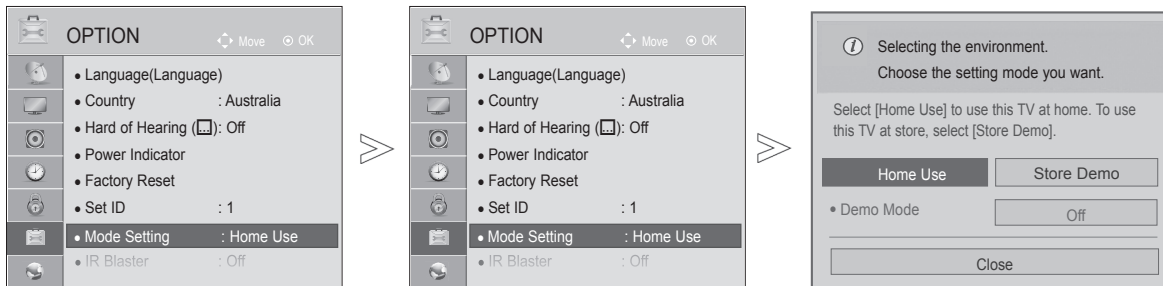 OPTION
Move OK
• Language(Language)
• Country : Australia
• Hard of Hearing (...): Off
• Power Indicator
• Factory Reset
• Set ID : 1
• Mode Setting : Home Use
• IR Blaster : Off
OPTION
Move OK
• Language(Language)
• Country : Australia
• Hard of Hearing (...): Off
• Power Indicator
• Factory Reset
• Set ID : 1
• Mode Setting : Home Use
• IR Blaster : Off
i Selecting the environment.
Choose the setting mode you want.
Select [Home Use] to use this TV at home. To use
this TV at store, select [Store Demo].
Home Use Store Demo
• Demo Mode Off
Close